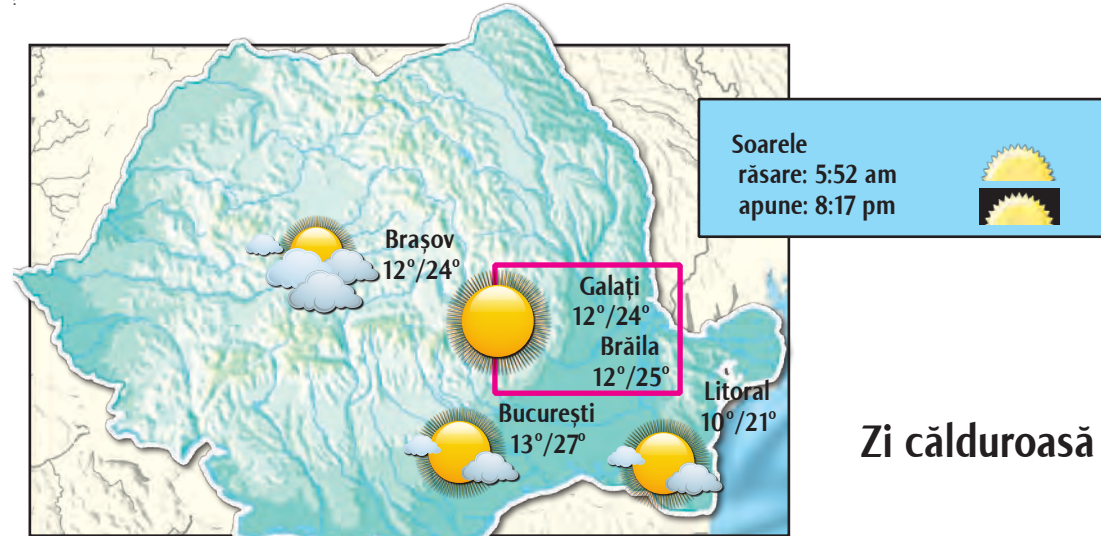 Soarele
răsare: 5:52 am
apune: 8:17 pm
Brașov
12°/24°
Galați
12°/24°
Brăila
12°/25°
Litoral
10°/21°
București
13°/27°
Zi călduroasă